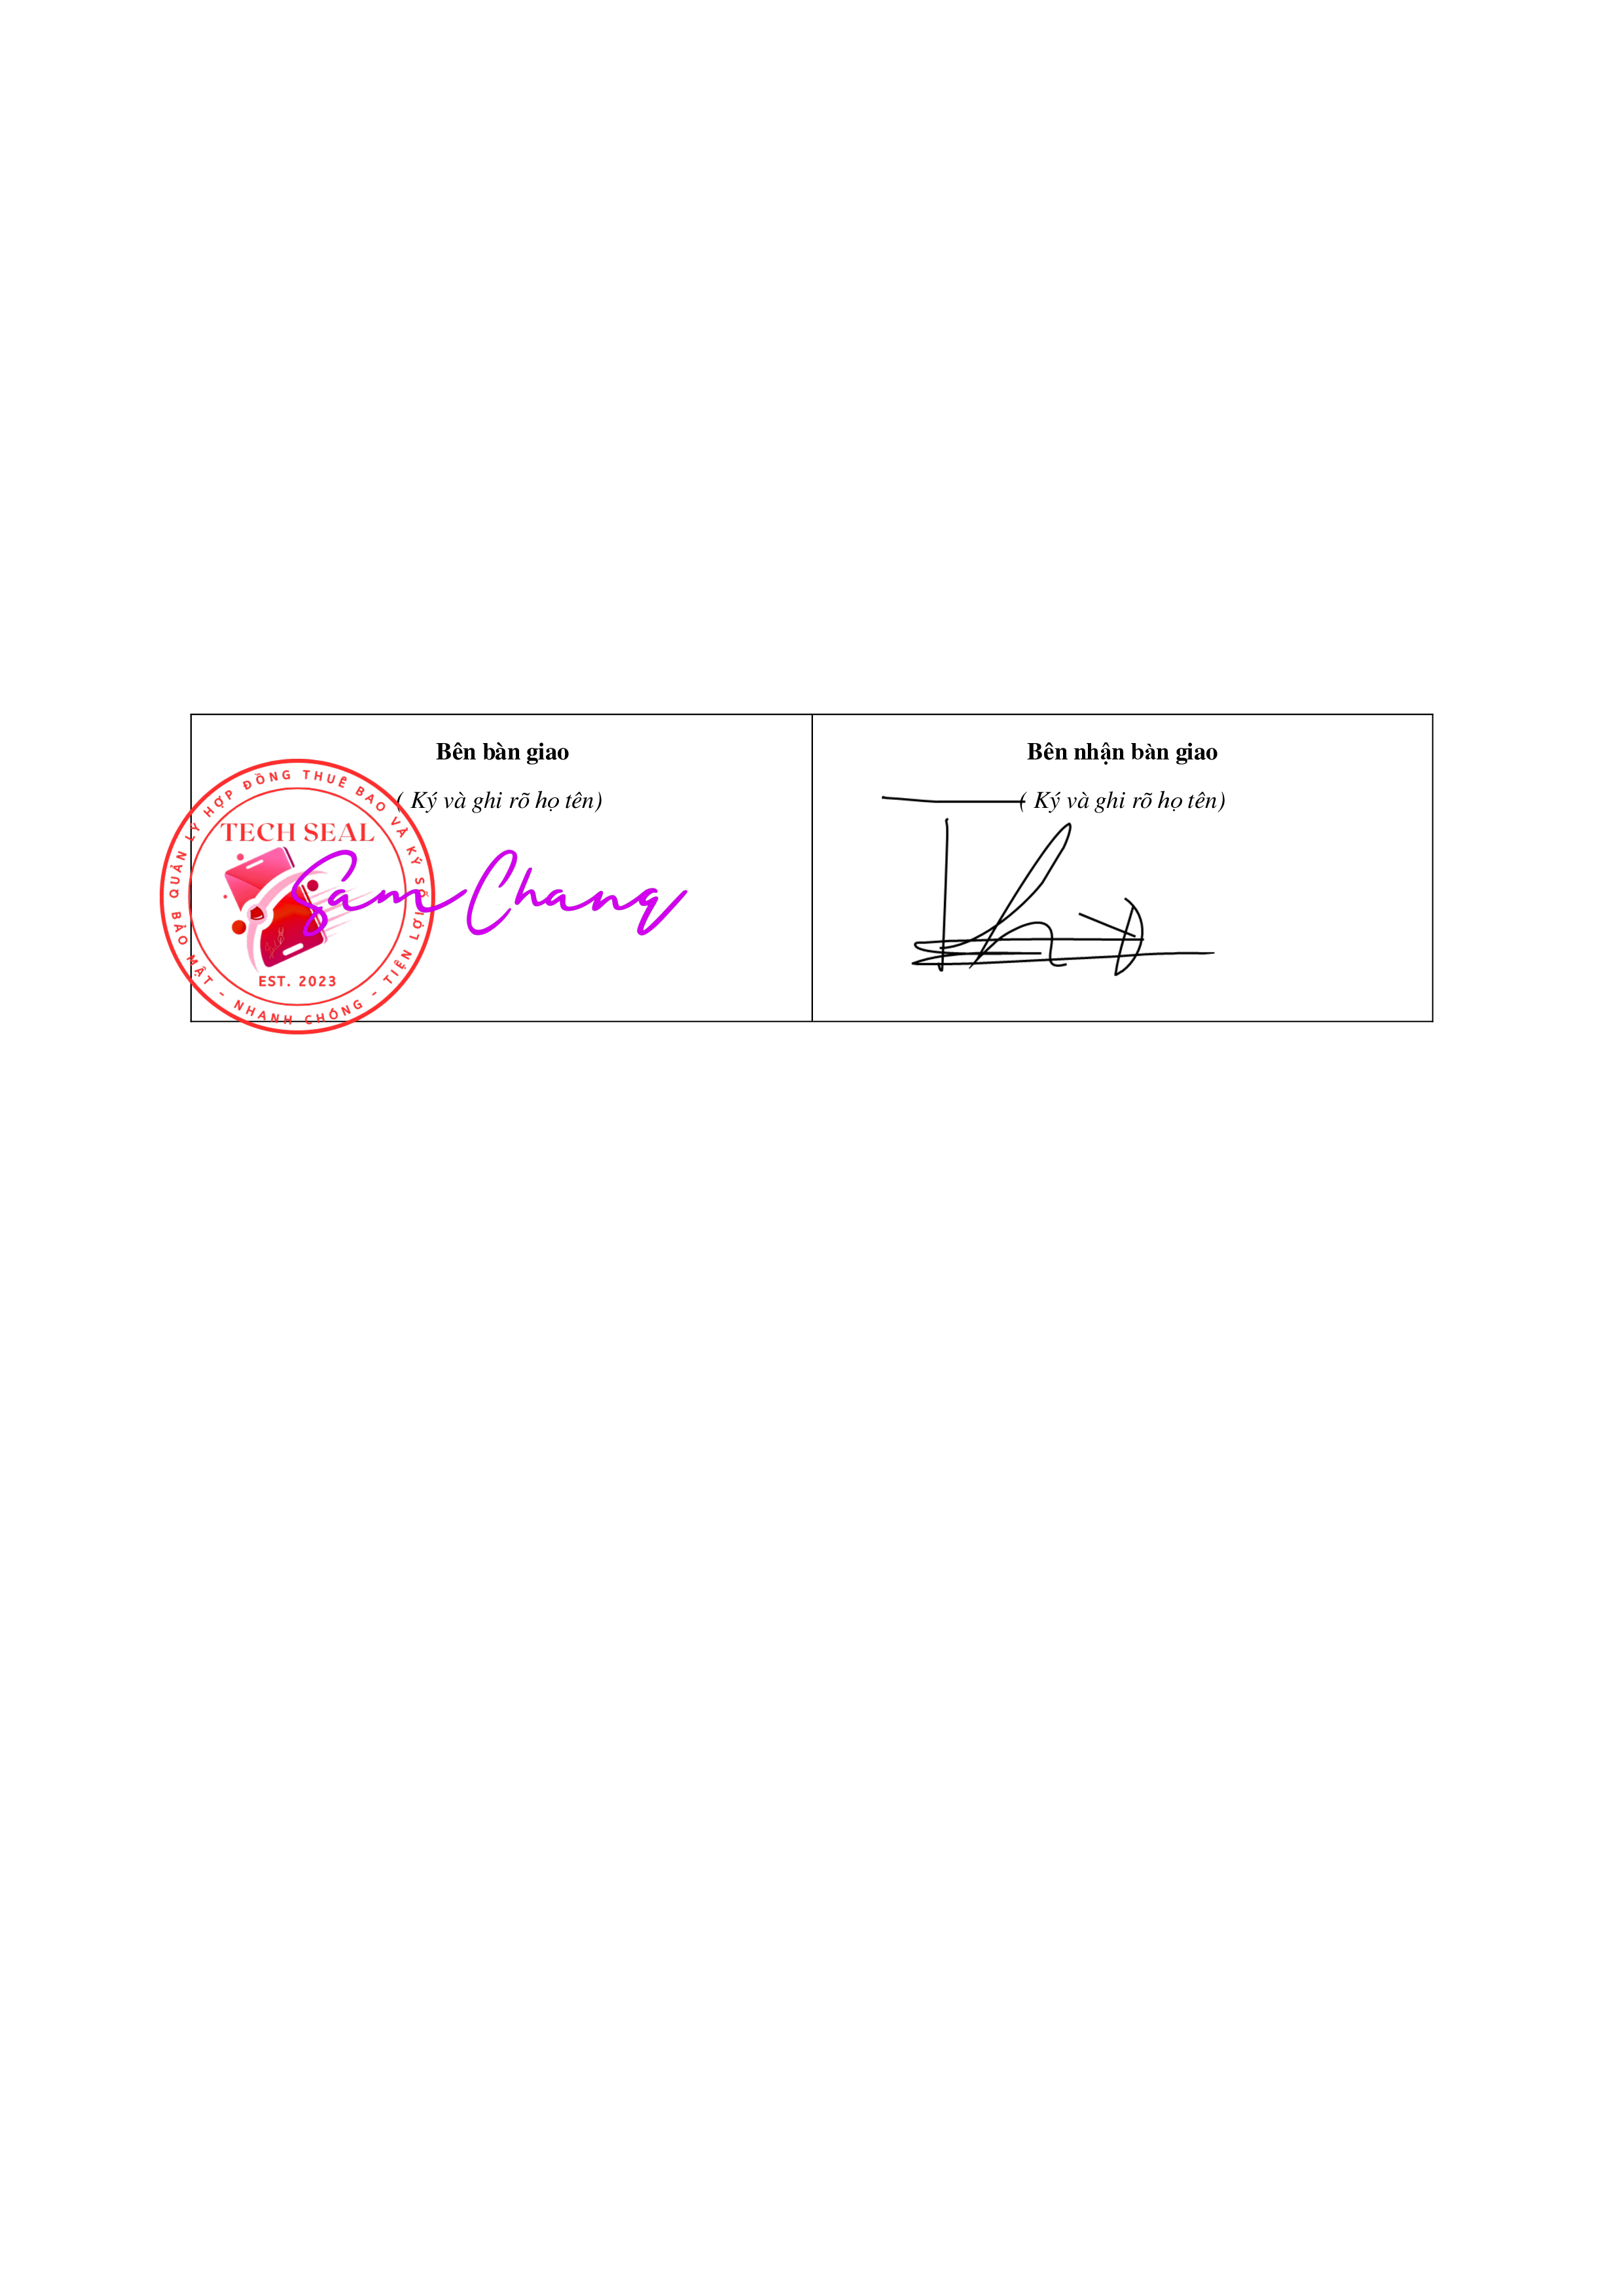 Bên bàn giao
( Ký và ghi rõ họ tên)
QUẢN LÝ HỢP ĐỒNG THUÊ BAO VÀ KÝ SỐ
TECH SEAL
Sam Chang
EST. 2023
BẢO MẬT - NHANH CHÓNG - TIỆN LỢI
Bên nhận bàn giao
( Ký và ghi rõ họ tên)